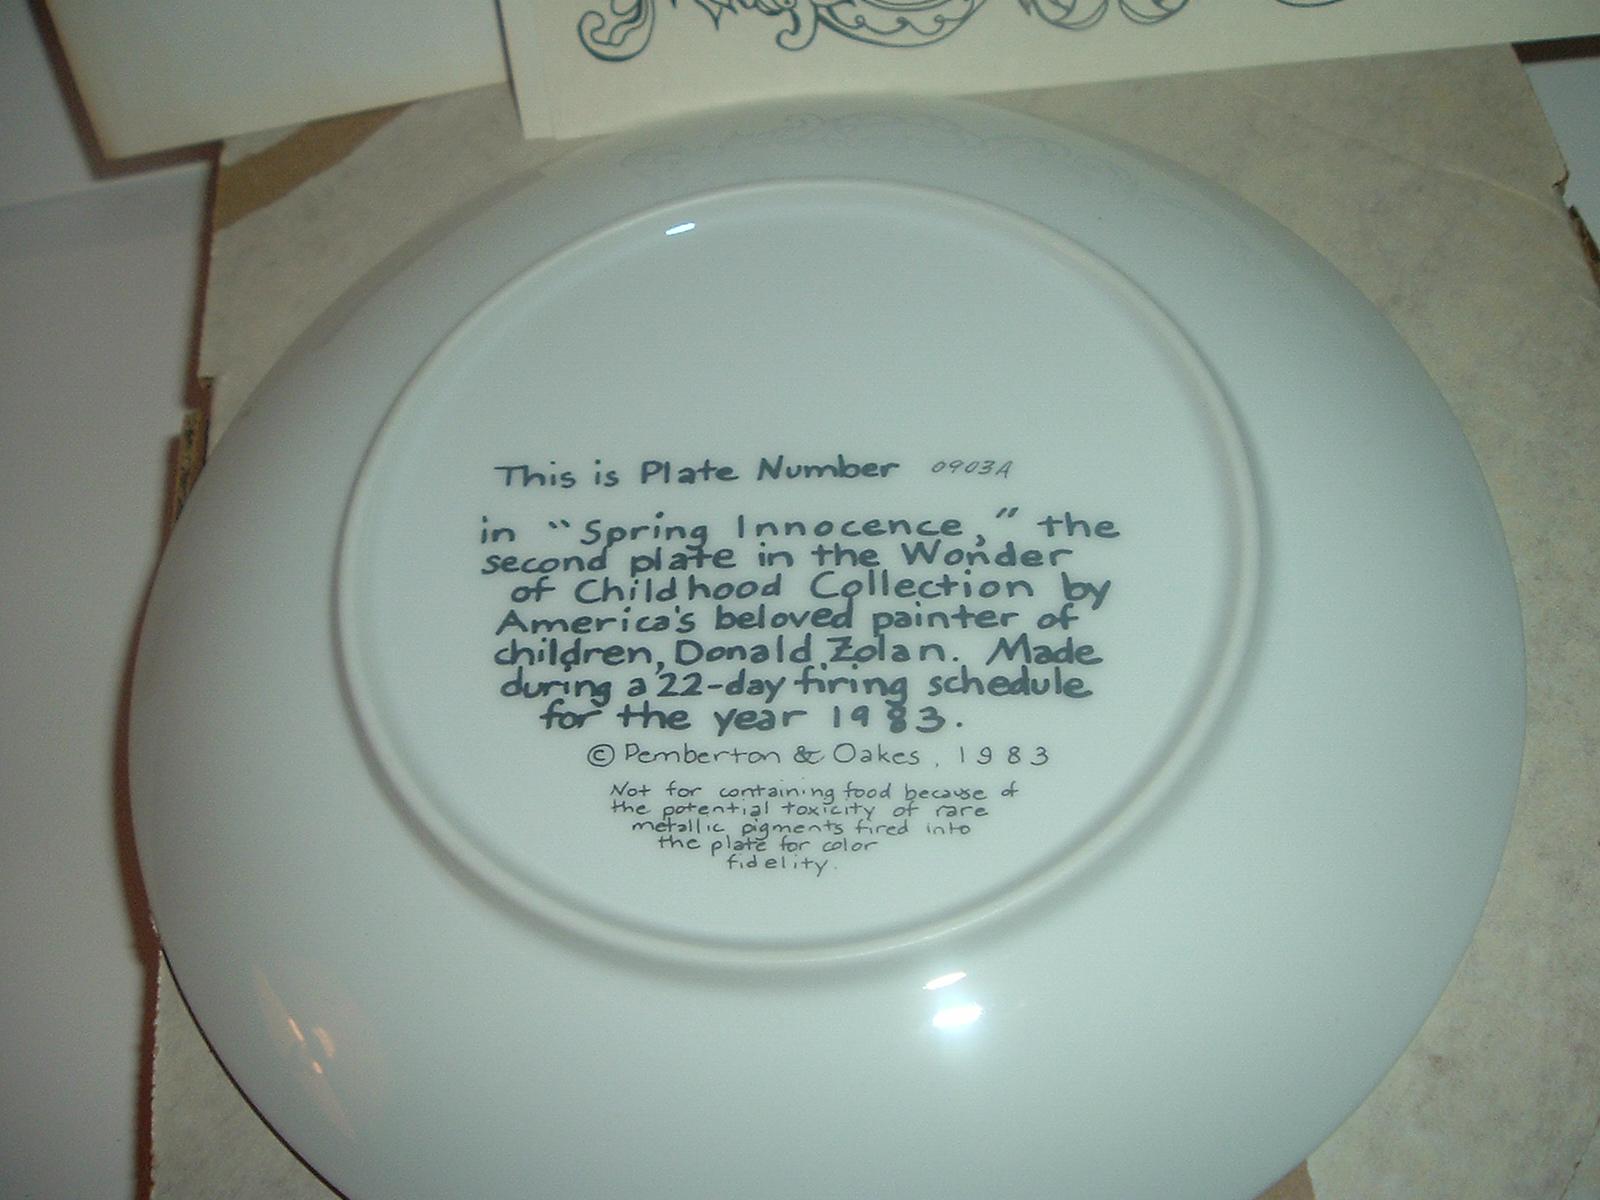 This is Plate Number 0903A
in "Spring Innocence," the
second plate in the Wonder
of Childhood Collection by
America's beloved painter of
children, Donald Zolan. Made
during a 22-day firing schedule
for the year 1983.
© Pemberton & Oakes, 1983
Not for containing food because of
the potential toxicity of rare
metallic pigments fired into
the plate for color
fidelity.